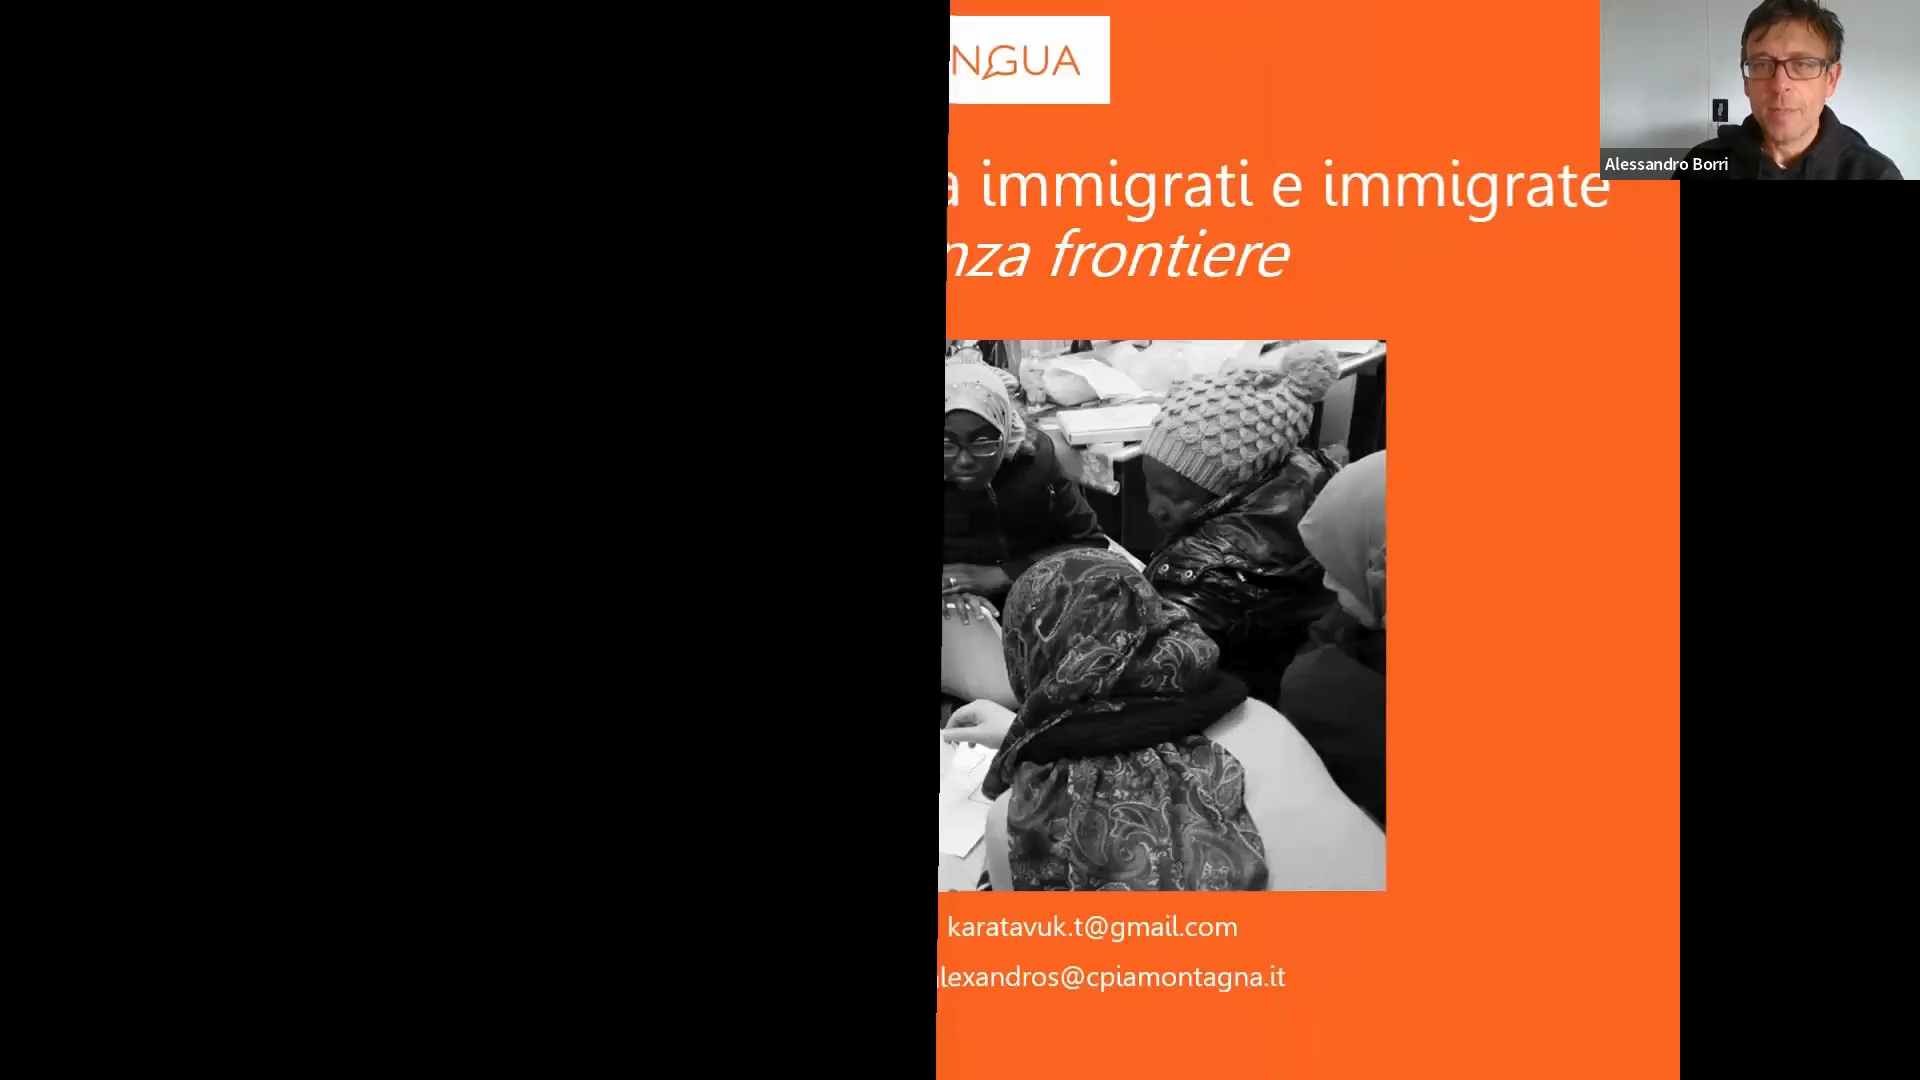 NGUA
Alessandro Borri
a immigrati e immigrate
nza frontiere
karatavuk.t@gmail.com
lexandros@cpiamontagna.it